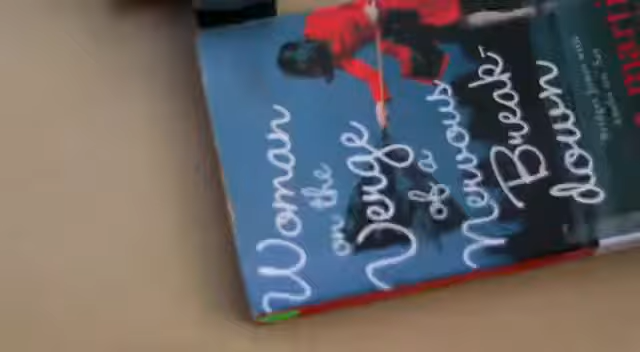 Woman
on the
Verge
of a
Nervous
Break-
down